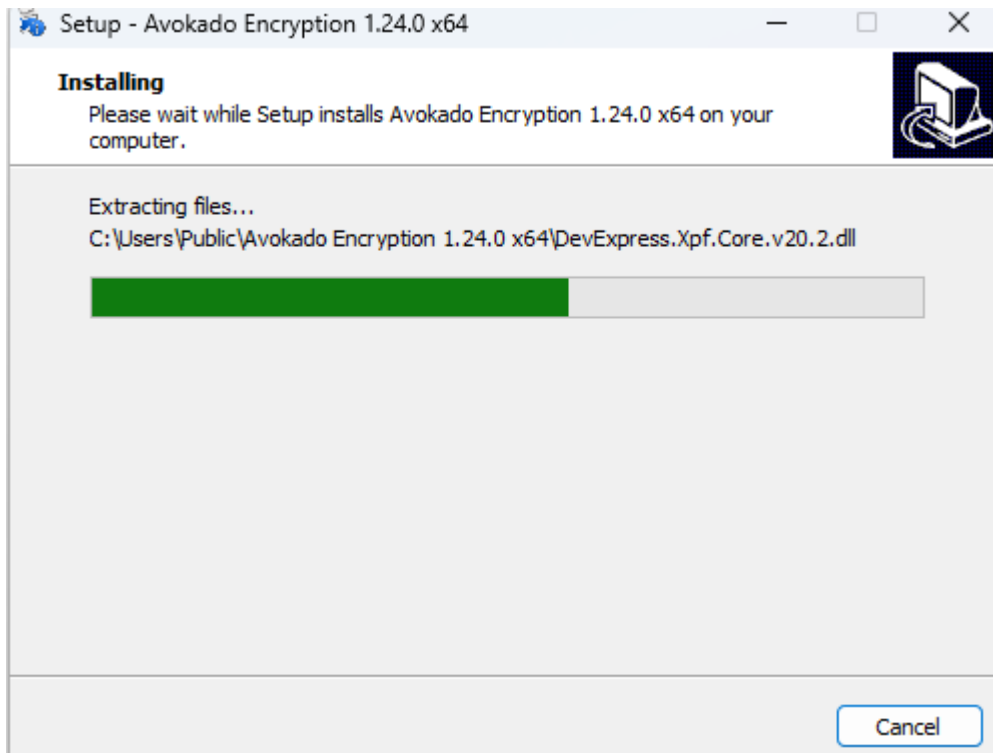 Setup - Avokado Encryption 1.24.0 x64
Installing
Please wait while Setup installs Avokado Encryption 1.24.0 x64 on your
computer.
Extracting files...
C:\Users\Public\Avokado Encryption 1.24.0 x64\DevExpress.Xpf.Core.v20.2.dll
Cancel